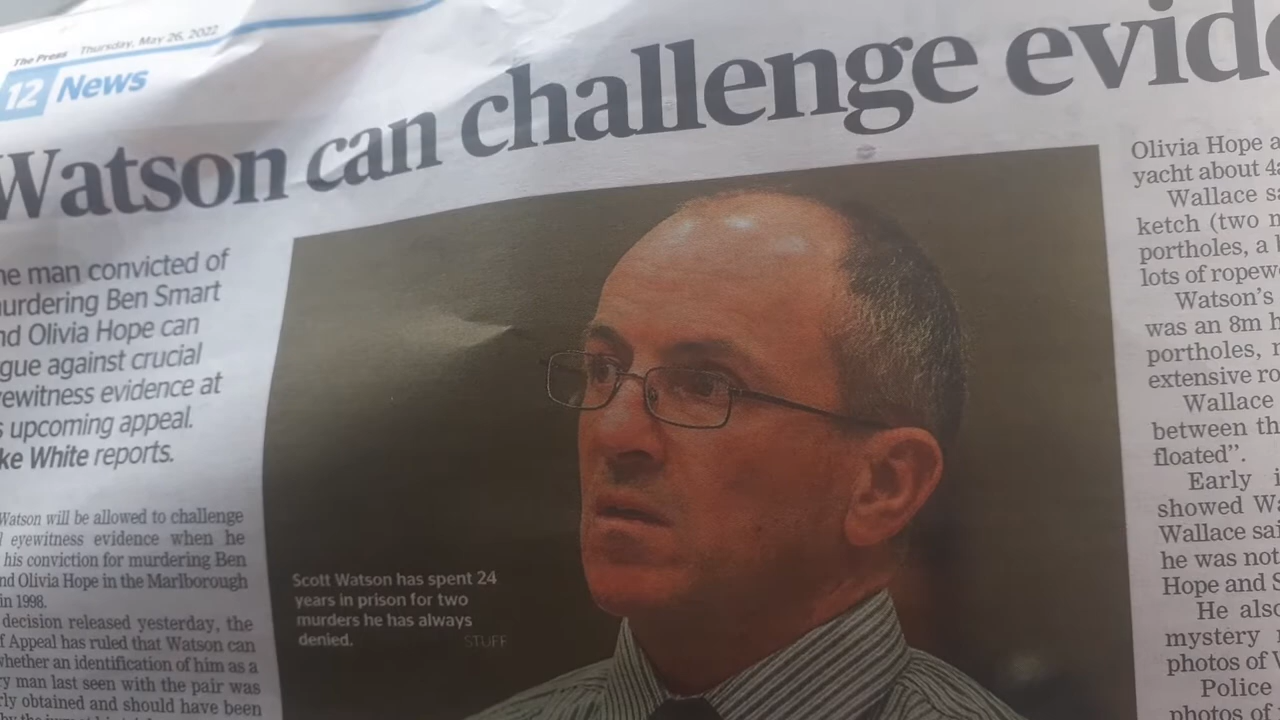 The Press Thursday, May 26, 2022
12 News
Watson can challenge evid
he man convicted of
urdering Ben Smart
nd Olivia Hope can
gue against crucial
ewitness evidence at
s upcoming appeal.
ke White reports.
Watson will be allowed to challenge
eyewitness evidence when he
his conviction for murdering Ben
nd Olivia Hope in the Marlborough
in 1998.
decision released yesterday, the
f Appeal has ruled that Watson can
whether an identification of him as a
ry man last seen with the pair was
rly obtained and should have been
Scott Watson has spent 24
years in prison for two
murders he has always
denied.
STUFF
Olivia Hope a
yacht about 4a
Wallace sa
ketch (two m
portholes, a
lots of ropew
Watson's
was an 8m
portholes,
extensive ro
Wallace
between th
floated".
Early i
showed Wa
Wallace sai
he was not
Hope and S
He also
mystery
photos of W
Police
photos of